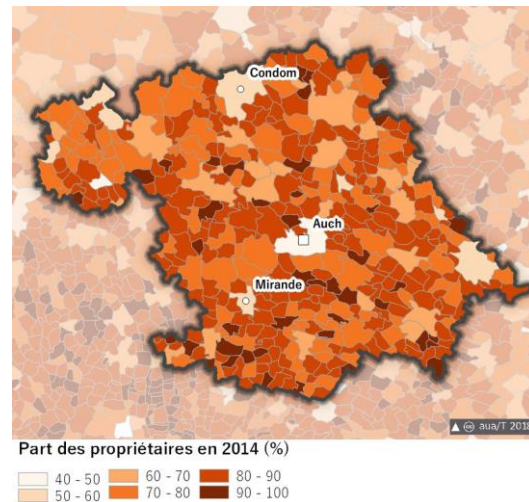 Condom
Auch
Mirande
aua/T 2018
Part des propriétaires en 2014 (%)
40 - 50 60 - 70 80 - 90
50 - 60 70 - 80 90 - 100